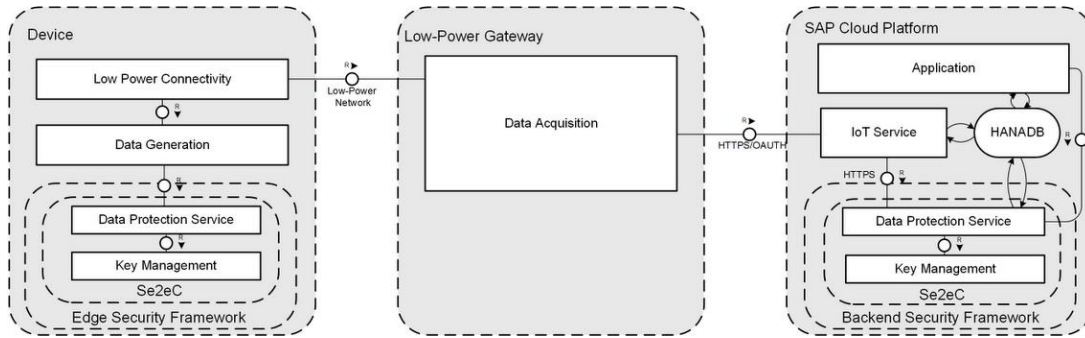 Device
Low Power Connectivity
R
Data Generation
R
Data Protection Service
R
Key Management
Se2eC
Edge Security Framework
R
Low-Power
Network
Low-Power Gateway
Data Acquisition
R
HTTPS/OAUTH
SAP Cloud Platform
Application
IoT Service
HANADB
R
HTTPS
R
Data Protection Service
R
Key Management
Se2eC
Backend Security Framework